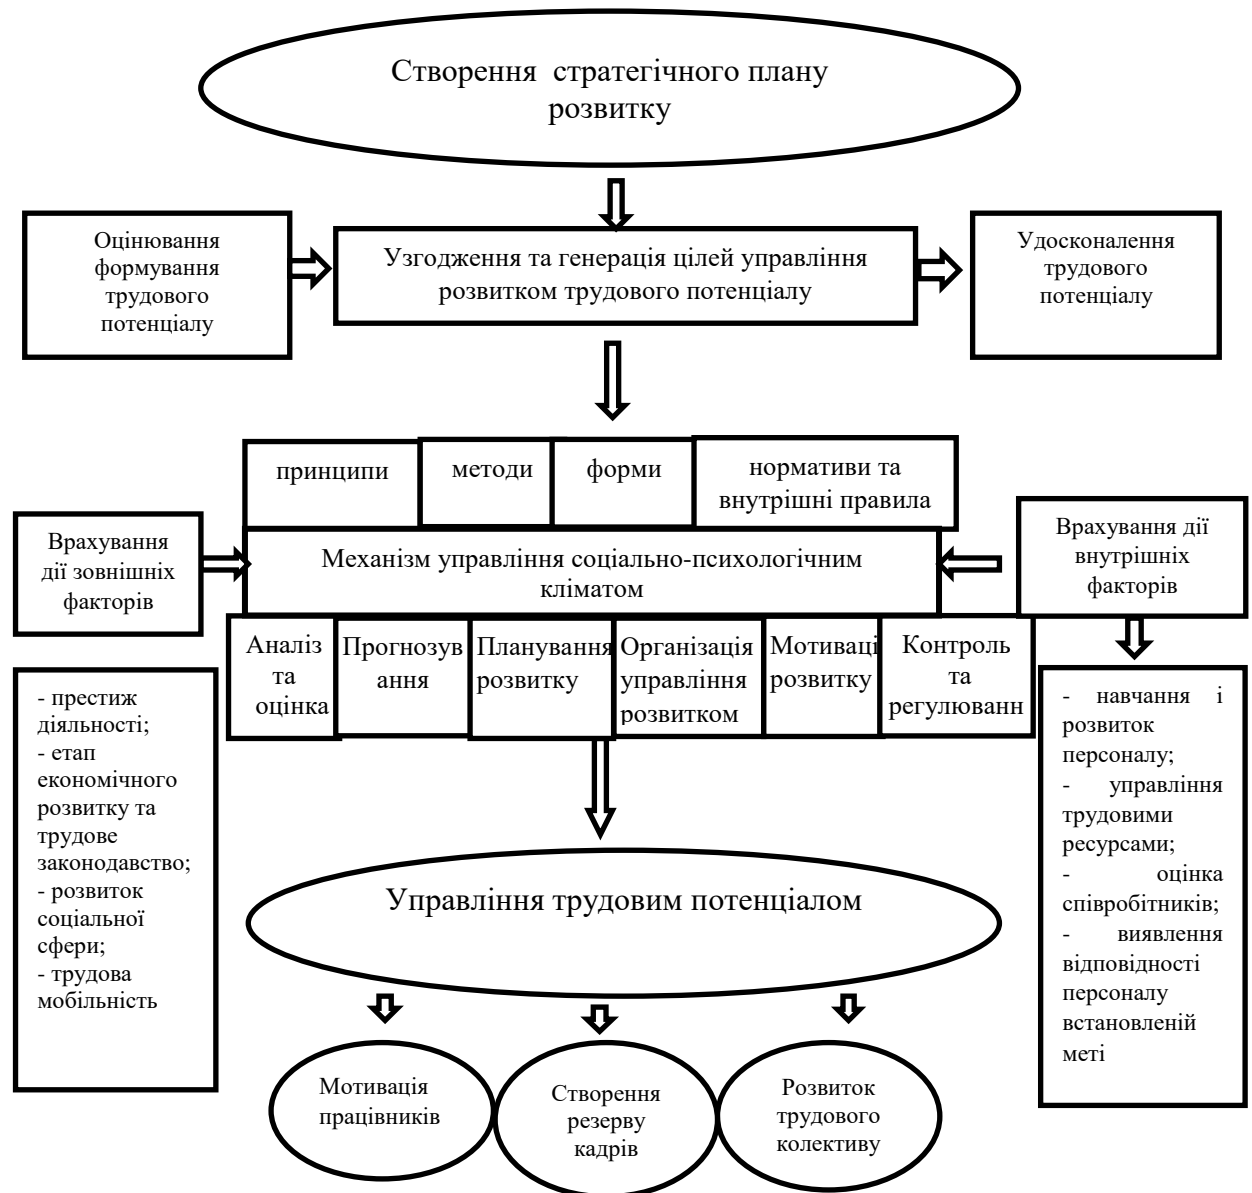 Створення стратегічного плану
розвитку
Оцінювання
формування
трудового
потенціалу
Узгодження та генерація цілей управління
розвитком трудового потенціалу
Удосконалення
трудового
потенціалу
принципи
методи
форми
нормативи та
внутрішні правила
Врахування
дії зовнішніх
факторів
Механізм управління соціально-психологічним
кліматом
Врахування дії
внутрішніх
факторів
Аналіз
та
оцінка
Прогнозув
ання
Планування
розвитку
Організація
управління
розвитком
Мотиваці
розвитку
Контроль
та
регулюванн
- престиж
діяльності;
- етап
економічного
розвитку та
трудове
законодавство;
- розвиток
соціальної
сфери;
- трудова
мобільність
- навчання і
розвиток
персоналу;
- управління
трудовими
ресурсами;
- оцінка
співробітників;
- виявлення
відповідності
персоналу
встановленій
меті
Управління трудовим потенціалом
Мотивація
працівників
Створення
резерву
кадрів
Розвиток
трудового
колективу